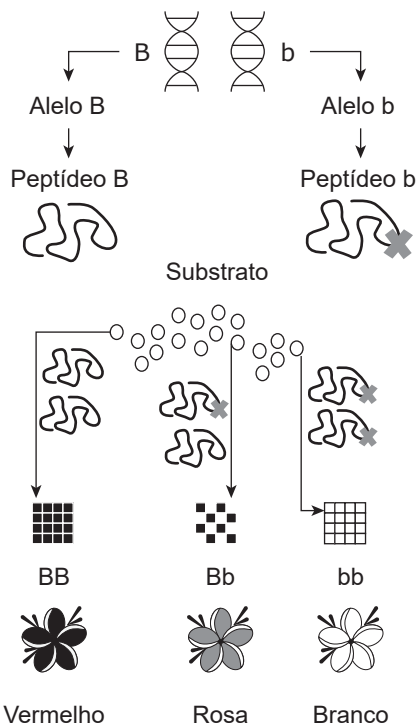 B b
Alelo B Alelo b
Peptídeo B Peptídeo b
Substrato
BB Bb bb
Vermelho Rosa Branco